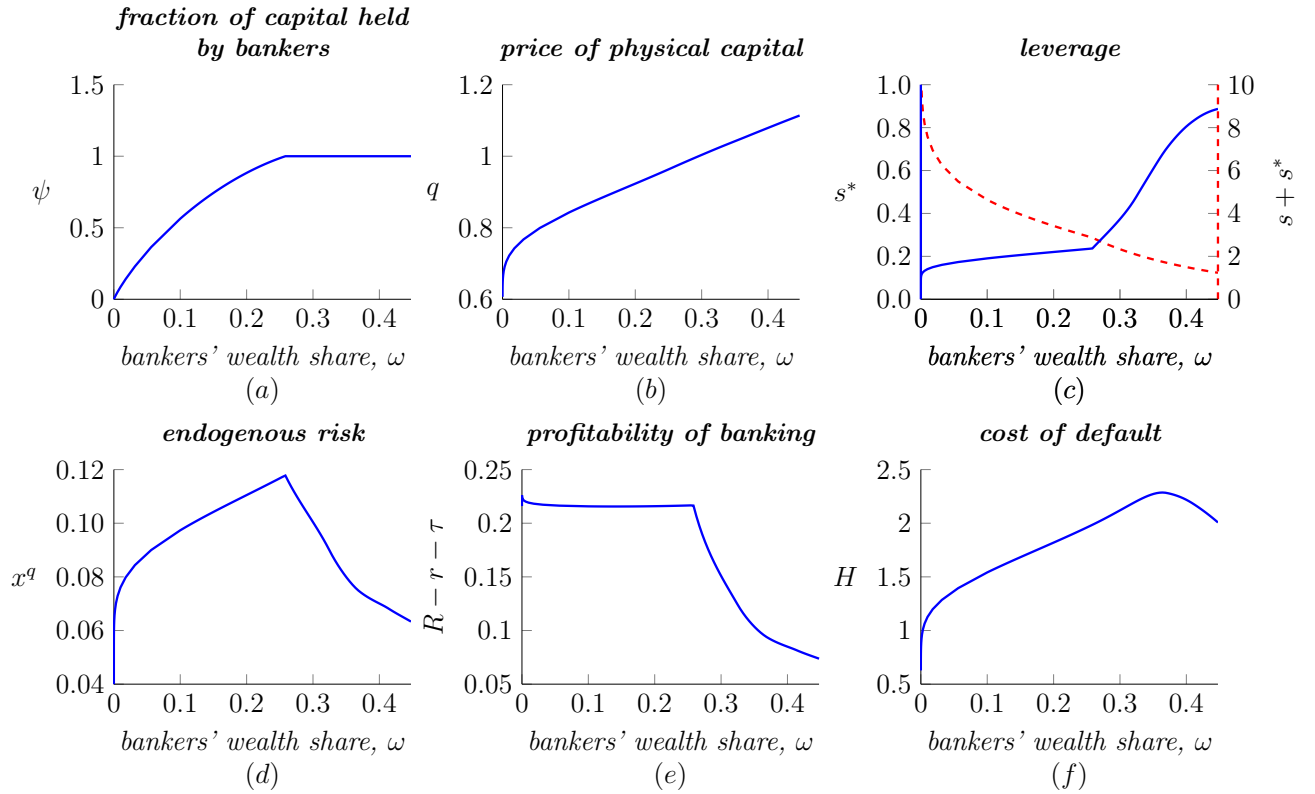 fraction of capital held
by bankers
ψ
1.5
1
0.5
0
0 0.1 0.2 0.3 0.4
bankers' wealth share, ω
(a)
price of physical capital
q
1.2
1
0.8
0.6
0 0.1 0.2 0.3 0.4
bankers' wealth share, ω
(b)
leverage
s*
1.0
0.8
0.6
0.4
0.2
0.0
10
8
6
4
2
0
s + s*
0 0.1 0.2 0.3 0.4
bankers' wealth share, ω
(c)
endogenous risk
x^q
0.12
0.10
0.08
0.06
0.04
0 0.1 0.2 0.3 0.4
bankers' wealth share, ω
(d)
profitability of banking
R − r − τ
0.25
0.2
0.15
0.1
0.05
0 0.1 0.2 0.3 0.4
bankers' wealth share, ω
(e)
cost of default
H
2.5
2
1.5
1
0.5
0 0.1 0.2 0.3 0.4
bankers' wealth share, ω
(f)